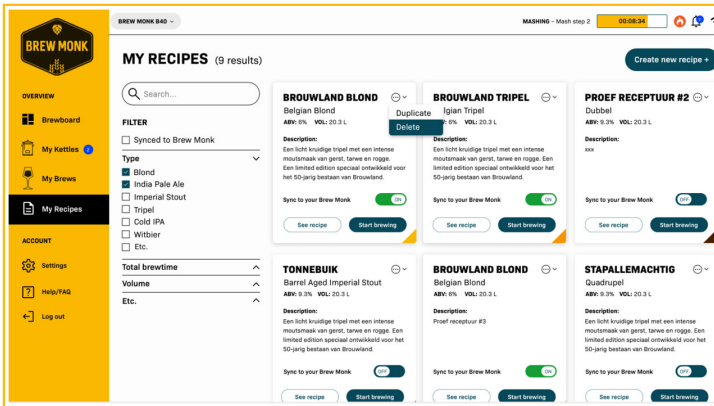 BREW MONK
OVERVIEW
Brewboard
My Kettles 2
My Brews
My Recipes
ACCOUNT
Settings
Help/FAQ
Log out
BREW MONK B40
MASHING - Mash step 2 00:08:34
MY RECIPES (9 results)
Create new recipe +
Search...
FILTER
Synced to Brew Monk
Type
Blond
India Pale Ale
Imperial Stout
Tripel
Cold IPA
Witbier
Etc.
Total brewtime
Volume
Etc.
BROUWLAND BLOND
Belgian Blond
ABV: 6% VOL: 20.3 L
Description:
Een licht kruidige tripel met een intense
moutsmaak van gerst, tarwe en rogge. Een
limited edition speciaal ontwikkeld voor
het 50-jarig bestaan van Brouwland.
Sync to your Brew Monk ON
See recipe Start brewing
Duplicate
Delete
BROUWLAND TRIPEL
lgian Tripel
6% VOL: 20.3 L
Description:
Een licht kruidige tripel met een intense
moutsmaak van gerst, tarwe en rogge. Een
limited edition speciaal ontwikkeld voor
het 50-jarig bestaan van Brouwland.
Sync to your Brew Monk ON
See recipe Start brewing
PROEF RECEPTUUR #2
Dubbel
ABV: 9.3% VOL: 20.3 L
Description:
xxx
Sync to your Brew Monk OFF
See recipe Start brewing
TONNEBUIK
Barrel Aged Imperial Stout
ABV: 9.3% VOL: 20.3 L
Description:
Een licht kruidige tripel met een intense
moutsmaak van gerst, tarwe en rogge. Een
limited edition speciaal ontwikkeld voor het
50-jarig bestaan van Brouwland.
Sync to your Brew Monk OFF
See recipe Start brewing
BROUWLAND BLOND
Belgian Blond
ABV: 6% VOL: 20.3 L
Description:
Proef receptuur #3
Sync to your Brew Monk ON
See recipe Start brewing
STAPALLEMACHTIG
Quadrupel
ABV: 9.3% VOL: 20.3 L
Description:
Een licht kruidige tripel met een intense
moutsmaak van gerst, tarwe en rogge. Een
limited edition speciaal ontwikkeld voor het
50-jarig bestaan van Brouwland.
Sync to your Brew Monk OFF
See recipe Start brewing